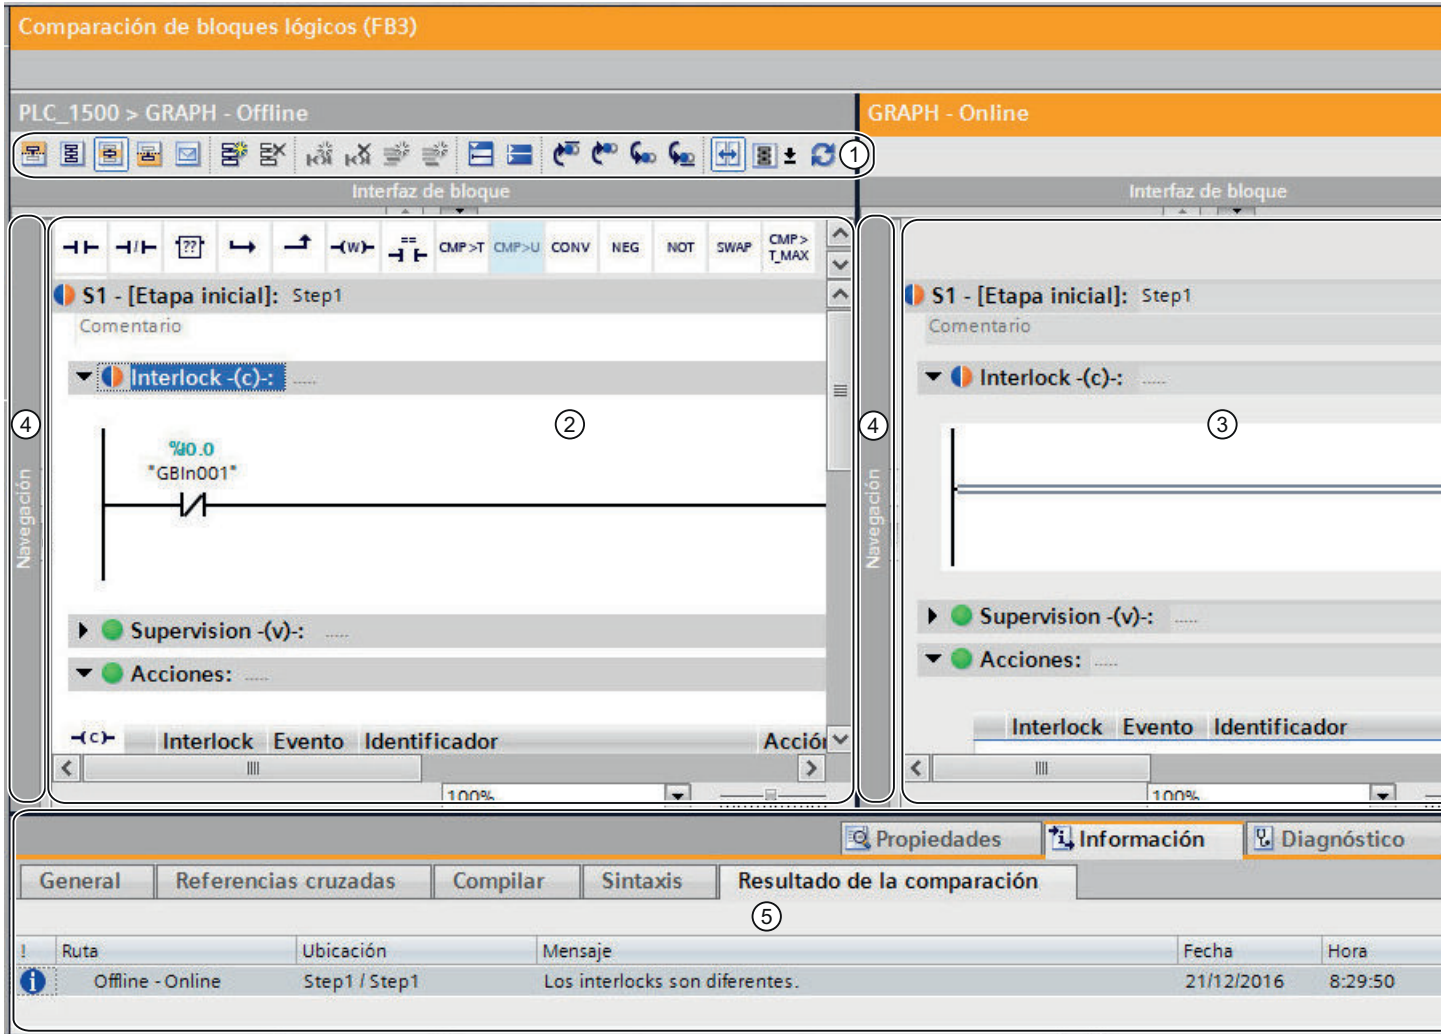 Comparación de bloques lógicos (FB3)
PLC_1500 > GRAPH - Offline
GRAPH - Online
1
Interfaz de bloque
Interfaz de bloque
?? (W) == CMP>T CMP>U CONV NEG NOT SWAP CMP> T_MAX
S1 - [Etapa inicial]: Step1
S1 - [Etapa inicial]: Step1
Comentario
Comentario
Interlock -(c)-: .....
Interlock -(c)-: .....
4
2
4
3
%I0.0
"GBIn001"
Navegación
Navegación
Supervision -(v)-: .....
Supervision -(v)-: .....
Acciones: .....
Acciones: .....
(C) Interlock Evento Identificador Acción
Interlock Evento Identificador
100%
100%
Propiedades Información Diagnóstico
General Referencias cruzadas Compilar Sintaxis Resultado de la comparación
5
! Ruta Ubicación Mensaje Fecha Hora
Offline - Online Step1 / Step1 Los interlocks son diferentes. 21/12/2016 8:29:50